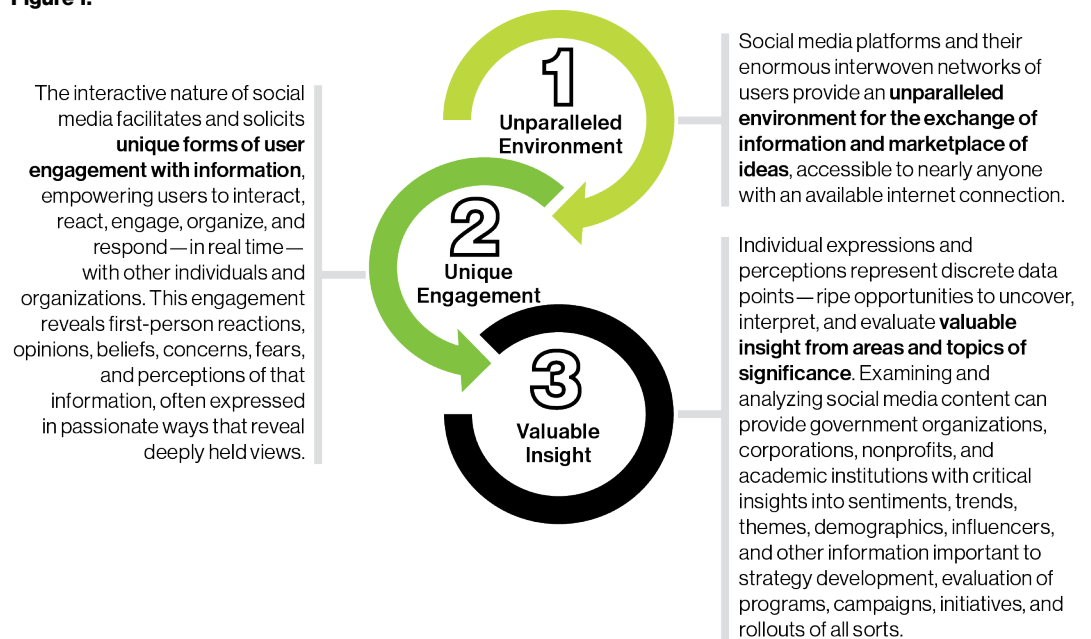 Figure 1.
1
Unparalleled
Environment
Social media platforms and their
enormous interwoven networks of
users provide an unparalleled
environment for the exchange of
information and marketplace of
ideas, accessible to nearly anyone
with an available internet connection.
2
Unique
Engagement
The interactive nature of social
media facilitates and solicits
unique forms of user
engagement with information,
empowering users to interact,
react, engage, organize, and
respond—in real time—
with other individuals and
organizations. This engagement
reveals first-person reactions,
opinions, beliefs, concerns, fears,
and perceptions of that
information, often expressed
in passionate ways that reveal
deeply held views.
3
Valuable
Insight
Individual expressions and
perceptions represent discrete data
points—ripe opportunities to uncover,
interpret, and evaluate valuable
insight from areas and topics of
significance. Examining and
analyzing social media content can
provide government organizations,
corporations, nonprofits, and
academic institutions with critical
insights into sentiments, trends,
themes, demographics, influencers,
and other information important to
strategy development, evaluation of
programs, campaigns, initiatives, and
rollouts of all sorts.